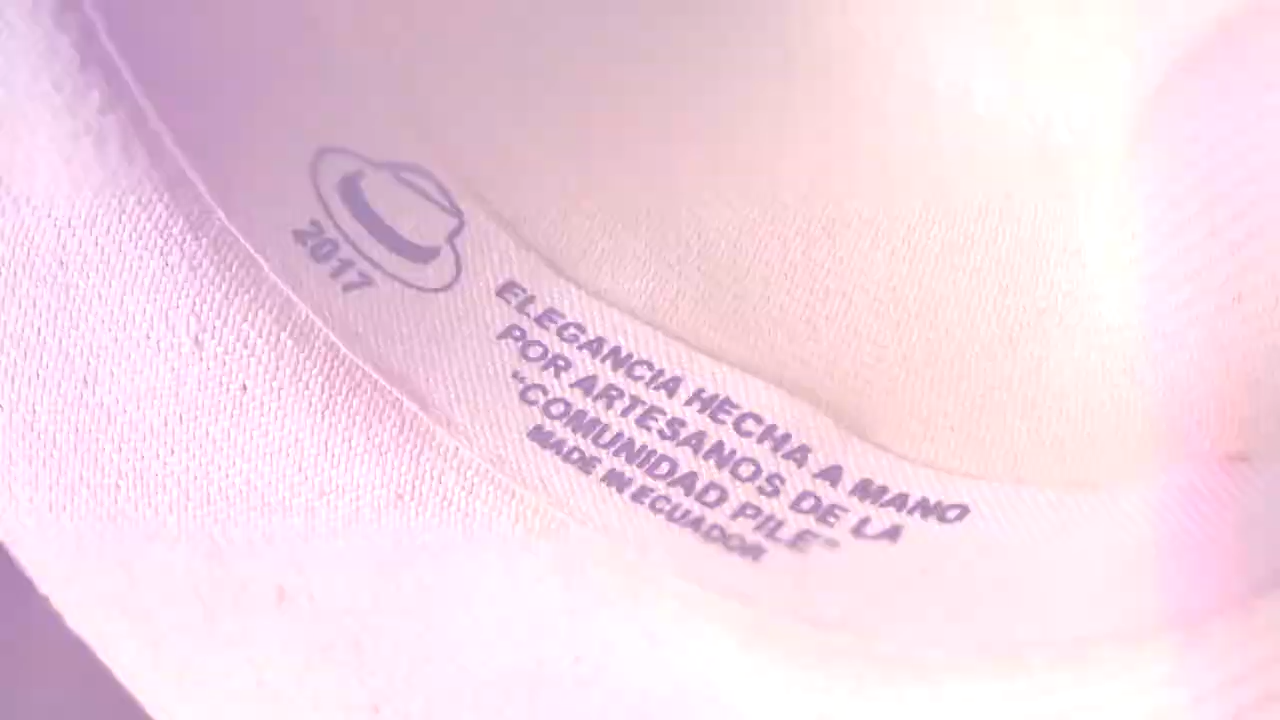 2017
ELEGANCIA HECHA A MANO
POR ARTESANOS DE LA
"COMUNIDAD PILE"
MADE IN ECUADOR